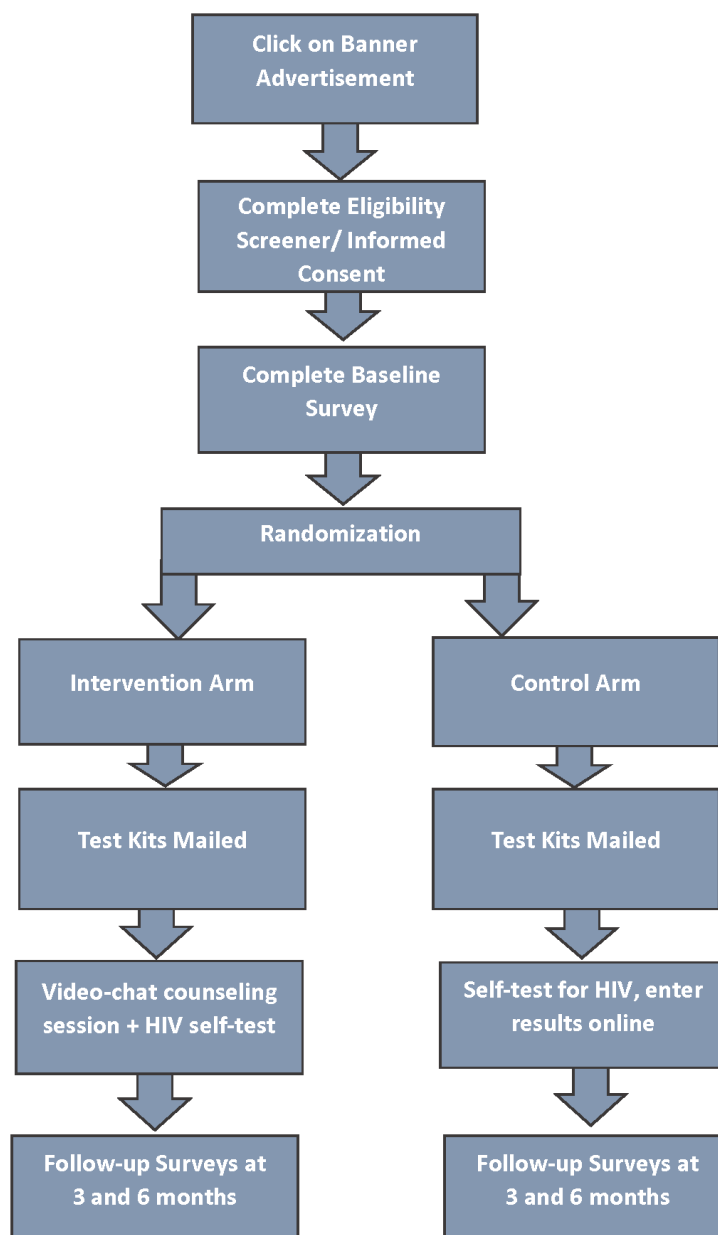 Click on Banner
Advertisement
Complete Eligibility
Screener/ Informed
Consent
Complete Baseline
Survey
Randomization
Intervention Arm
Control Arm
Test Kits Mailed
Test Kits Mailed
Video-chat counseling
session + HIV self-test
Self-test for HIV, enter
results online
Follow-up Surveys at
3 and 6 months
Follow-up Surveys at
3 and 6 months